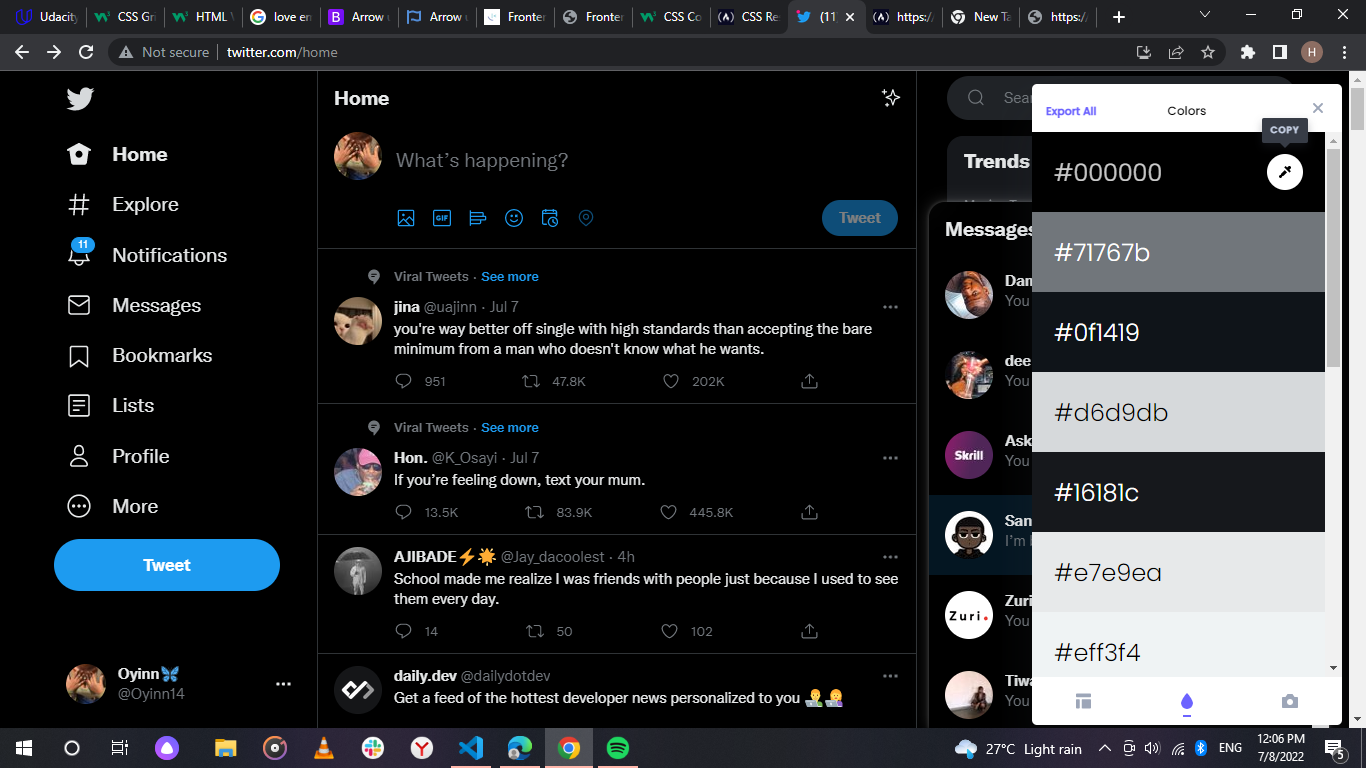 Udacity
CSS Gr
HTML
love en
Arrow
Arrow
Fronter
Fronter
CSS Co
CSS Re
(11)
https:/
New Ta
https:/
Not secure
twitter.com/home
H
Home
Explore
11
Notifications
Messages
Bookmarks
Lists
Profile
More
Tweet
Oyinn🦋
@Oyinn14
Home
What's happening?
GIF
Tweet
Viral Tweets · See more
jina @uajinn · Jul 7
you're way better off single with high standards than accepting the bare
minimum from a man who doesn't know what he wants.
951 47.8K 202K
Viral Tweets · See more
Hon. @K_Osayi · Jul 7
If you’re feeling down, text your mum.
13.5K 83.9K 445.8K
AJIBADE⚡🌟 @Jay_dacoolest · 4h
School made me realize I was friends with people just because I used to see
them every day.
14 50 102
daily.dev @dailydotdev
Get a feed of the hottest developer news personalized to you 👨‍💻👩‍💻
Sear
Trends
Messages
Dam
You
dee
You
Skrill
Ask
You
San
I'm
Zuri.
Zuri
You
Tiwa
You
Export All
Colors
COPY
#000000
#71767b
#0f1419
#d6d9db
#16181c
#e7e9ea
#eff3f4
27°C Light rain
ENG
12:06 PM
7/8/2022
5